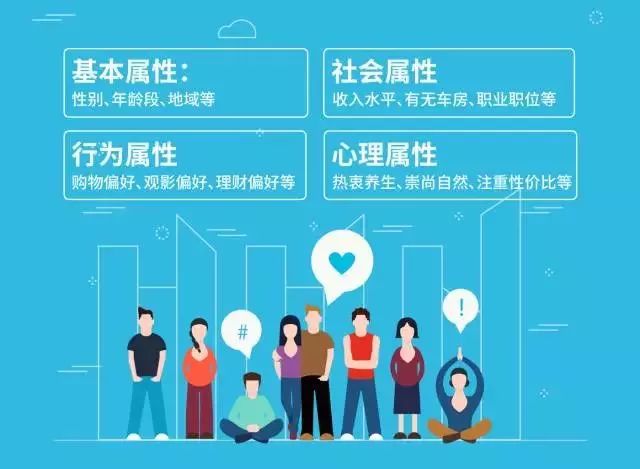 基本属性：
性别、年龄段、地域等
社会属性
收入水平、有无车房、职业职位等
行为属性
购物偏好、观影偏好、理财偏好等
心理属性
热衷养生、崇尚自然、注重性价比等
#
!